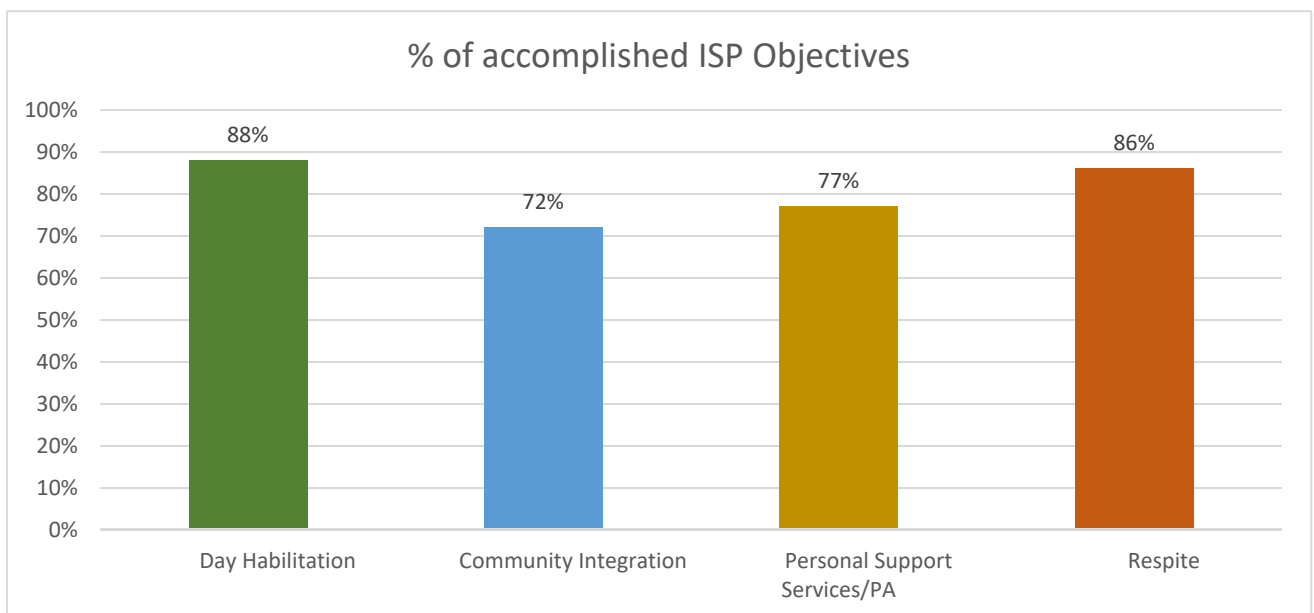 % of accomplished ISP Objectives
100%
90%
80%
70%
60%
50%
40%
30%
20%
10%
0%
88%
72%
77%
86%
Day Habilitation
Community Integration
Personal Support
Services/PA
Respite